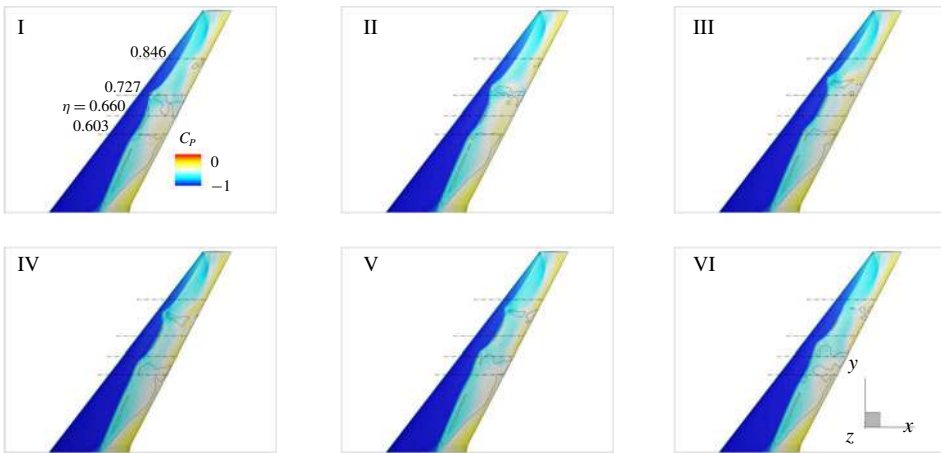 I
II
III
0.846
0.727
η = 0.660
0.603
C_P
0
−1
IV
V
VI
y
z
x